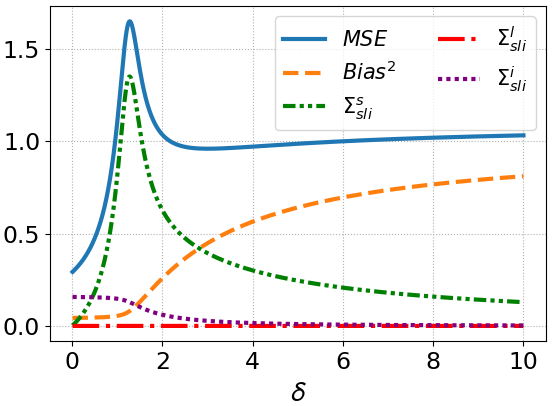 MSE
Bias²
Σ^s_sli
Σ^l_sli
Σ^i_sli
1.5
1.0
0.5
0.0
0 2 4 6 8 10
δ